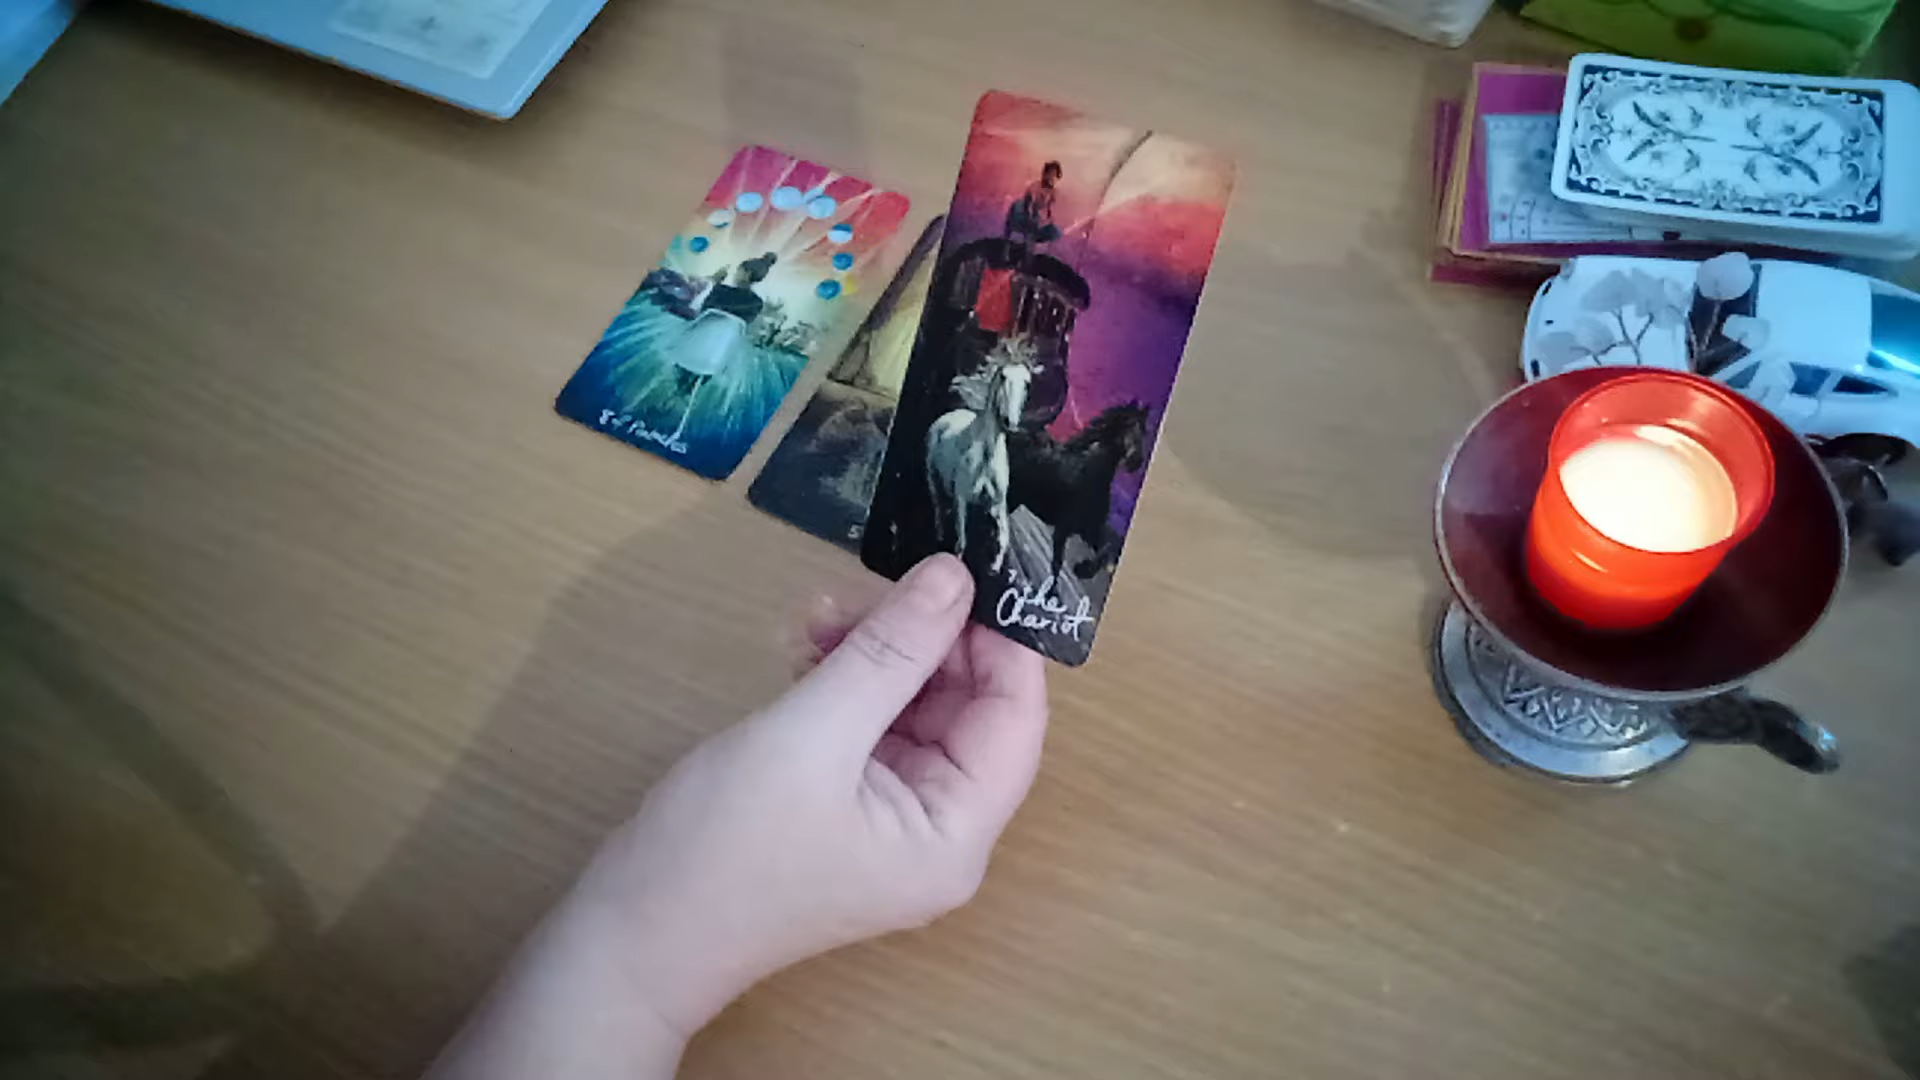 8 of Pentacles
The
Chariot